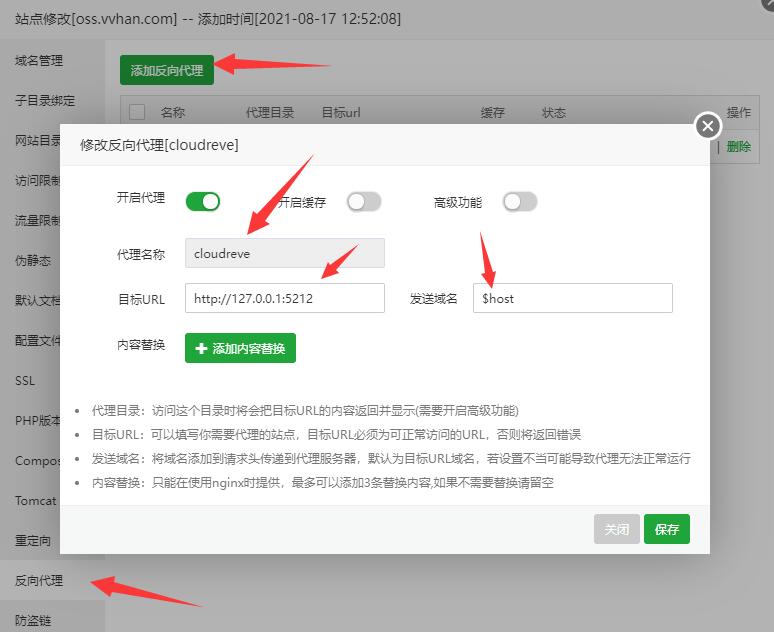 站点修改[oss.vvhan.com] -- 添加时间[2021-08-17 12:52:08]
域名管理
添加反向代理
子目录绑定
名称 代理目录 目标url 缓存 状态 操作
网站目录
| 删除
修改反向代理[cloudreve]
访问限制
开启代理 开启缓存 高级功能
流量限制
代理名称 cloudreve
伪静态
目标URL http://127.0.0.1:5212 发送域名 $host
默认文档
配置文件
内容替换 添加内容替换
SSL
代理目录：访问这个目录时将会把目标URL的内容返回并显示(需要开启高级功能)
PHP版本
目标URL：可以填写你需要代理的站点，目标URL必须为可正常访问的URL，否则将返回错误
Compos
发送域名：将域名添加到请求头传递到代理服务器，默认为目标URL域名，若设置不当可能导致代理无法正常运行
内容替换：只能在使用nginx时提供，最多可以添加3条替换内容,如果不需要替换请留空
Tomcat
关闭 保存
重定向
反向代理
防盗链